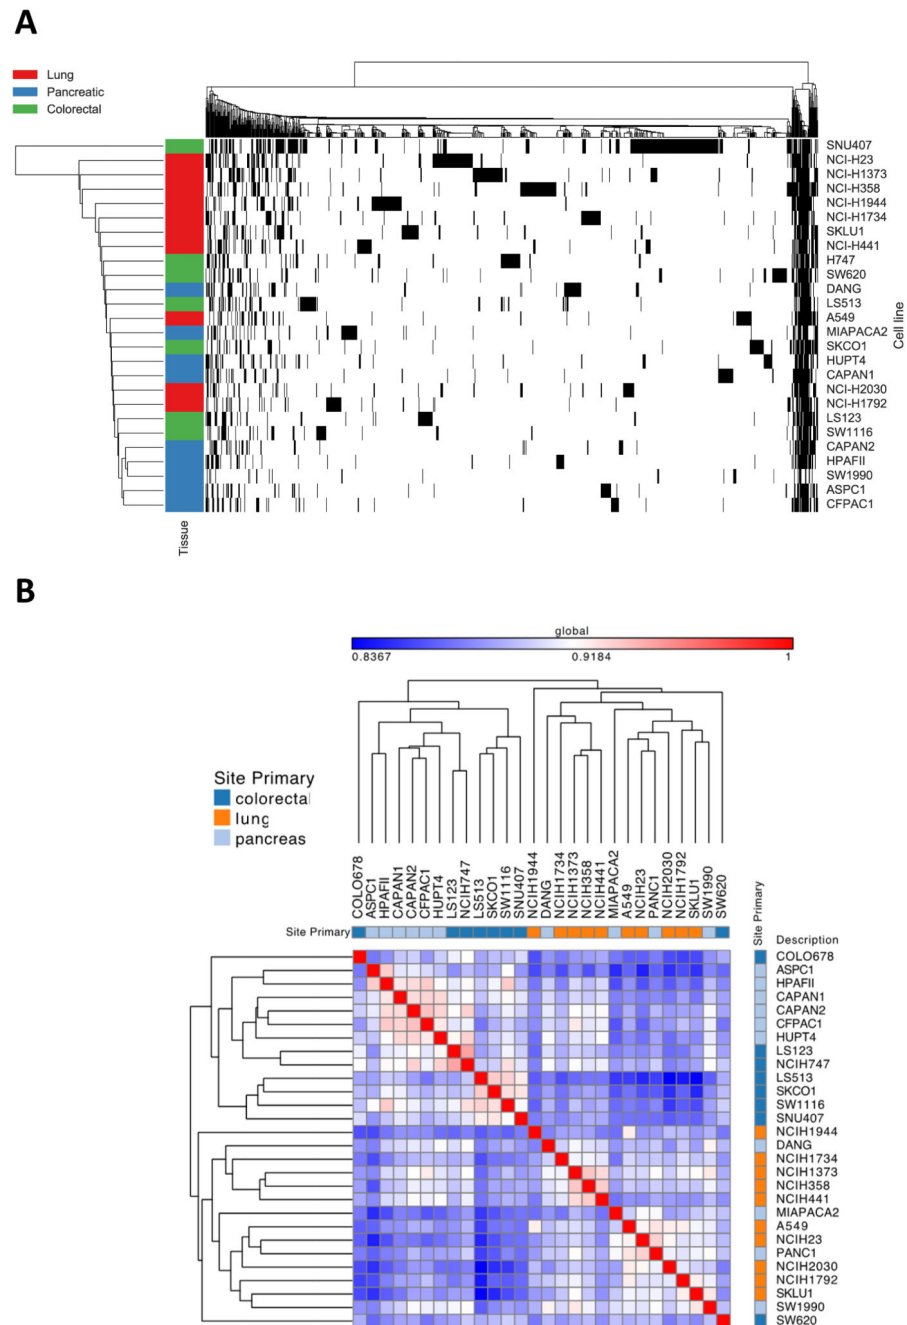 A
Lung
Pancreatic
Colorectal
SNU407
NCI-H23
NCI-H1373
NCI-H358
NCI-H1944
NCI-H1734
SKLU1
NCI-H441
H747
SW620
DANG
LS513
A549
MIAPACA2
SKCO1
HUPT4
CAPAN1
NCI-H2030
NCI-H1792
LS123
SW1116
CAPAN2
HPAFII
SW1990
ASPC1
CFPAC1
Cell line
Tissue
B
global
0.8367 0.9184 1
Site Primary
colorectal
lung
pancreas
COLO678
ASPC1
HPAFII
CAPAN1
CAPAN2
CFPAC1
HUPT4
LS123
NCIH747
LS513
SKCO1
SW1116
SNU407
NCIH1944
DANG
NCIH1734
NCIH1373
NCIH358
NCIH441
MIAPACA2
A549
NCIH23
PANC1
NCIH2030
NCIH1792
SKLU1
SW1990
SW620
Site Primary
Site Primary
Description
COLO678
ASPC1
HPAFII
CAPAN1
CAPAN2
CFPAC1
HUPT4
LS123
NCIH747
LS513
SKCO1
SW1116
SNU407
NCIH1944
DANG
NCIH1734
NCIH1373
NCIH358
NCIH441
MIAPACA2
A549
NCIH23
PANC1
NCIH2030
NCIH1792
SKLU1
SW1990
SW620